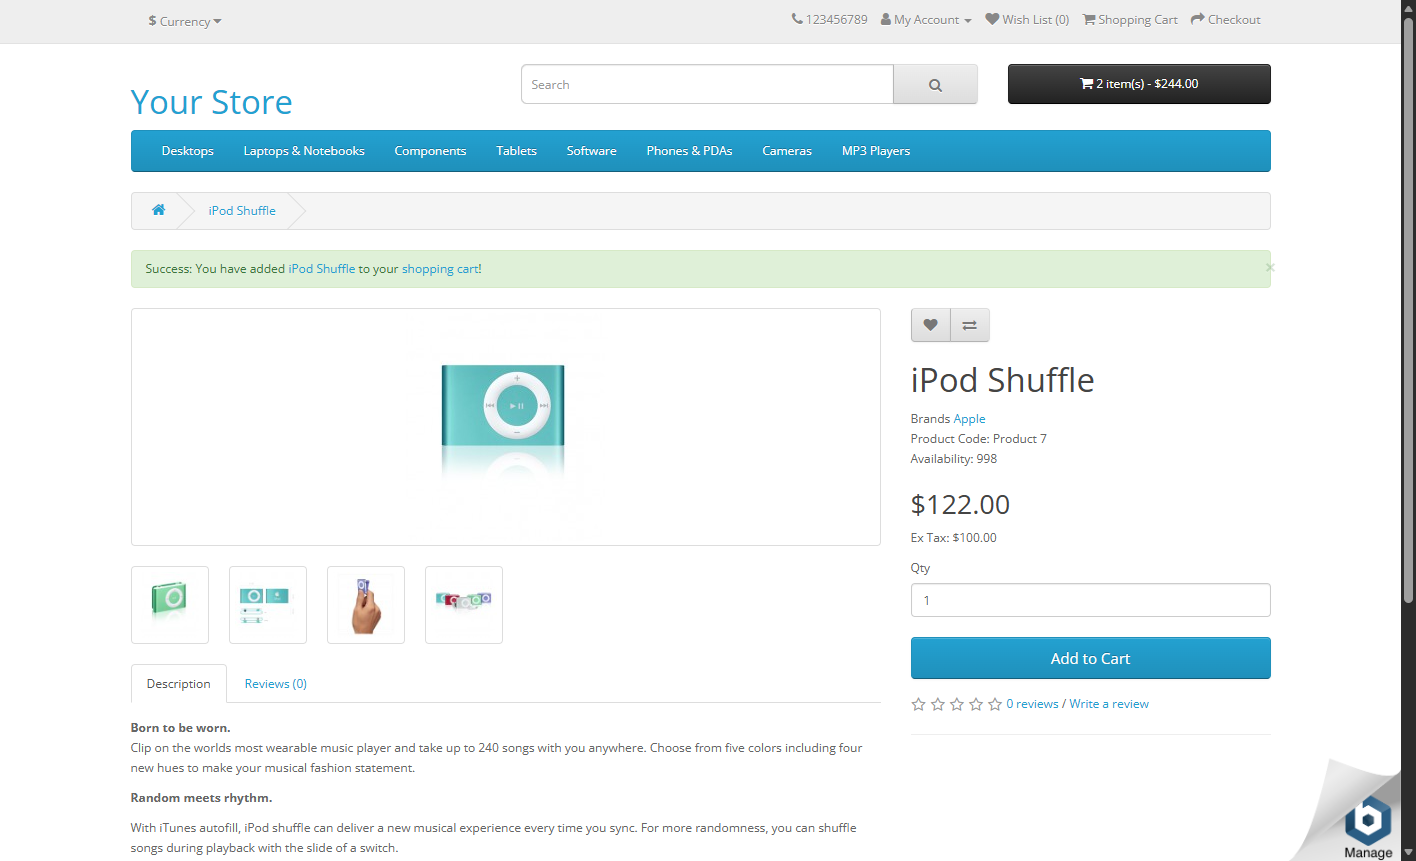 $ Currency
123456789
My Account
Wish List (0)
Shopping Cart
Checkout
Your Store
Search
2 item(s) - $244.00
Desktops
Laptops & Notebooks
Components
Tablets
Software
Phones & PDAs
Cameras
MP3 Players
iPod Shuffle
Success: You have added iPod Shuffle to your shopping cart!
×
iPod Shuffle
Brands Apple
Product Code: Product 7
Availability: 998
$122.00
Ex Tax: $100.00
Qty
1
Add to Cart
0 reviews / Write a review
Description
Reviews (0)
Born to be worn.
Clip on the worlds most wearable music player and take up to 240 songs with you anywhere. Choose from five colors including four
new hues to make your musical fashion statement.
Random meets rhythm.
With iTunes autofill, iPod shuffle can deliver a new musical experience every time you sync. For more randomness, you can shuffle
songs during playback with the slide of a switch.
Manage